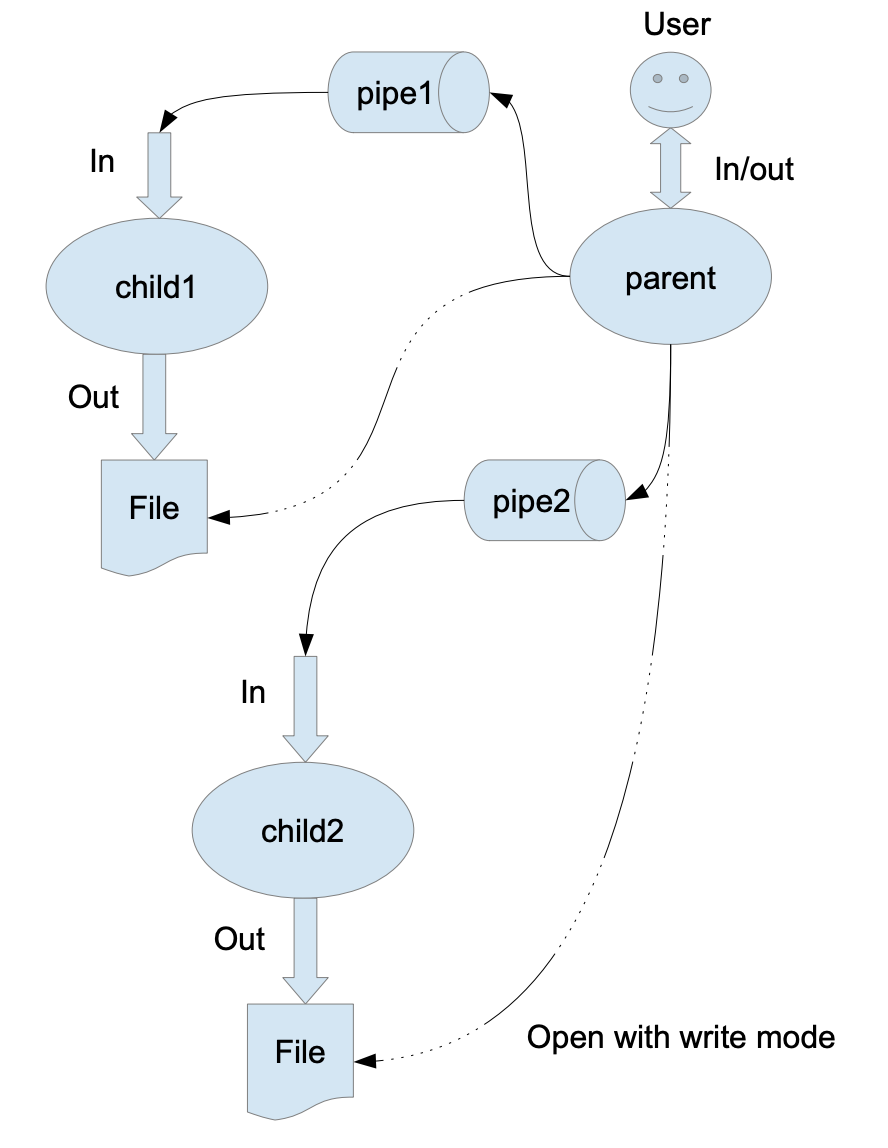 User
pipe1
In
In/out
child1
parent
Out
File
pipe2
In
child2
Out
File
Open with write mode